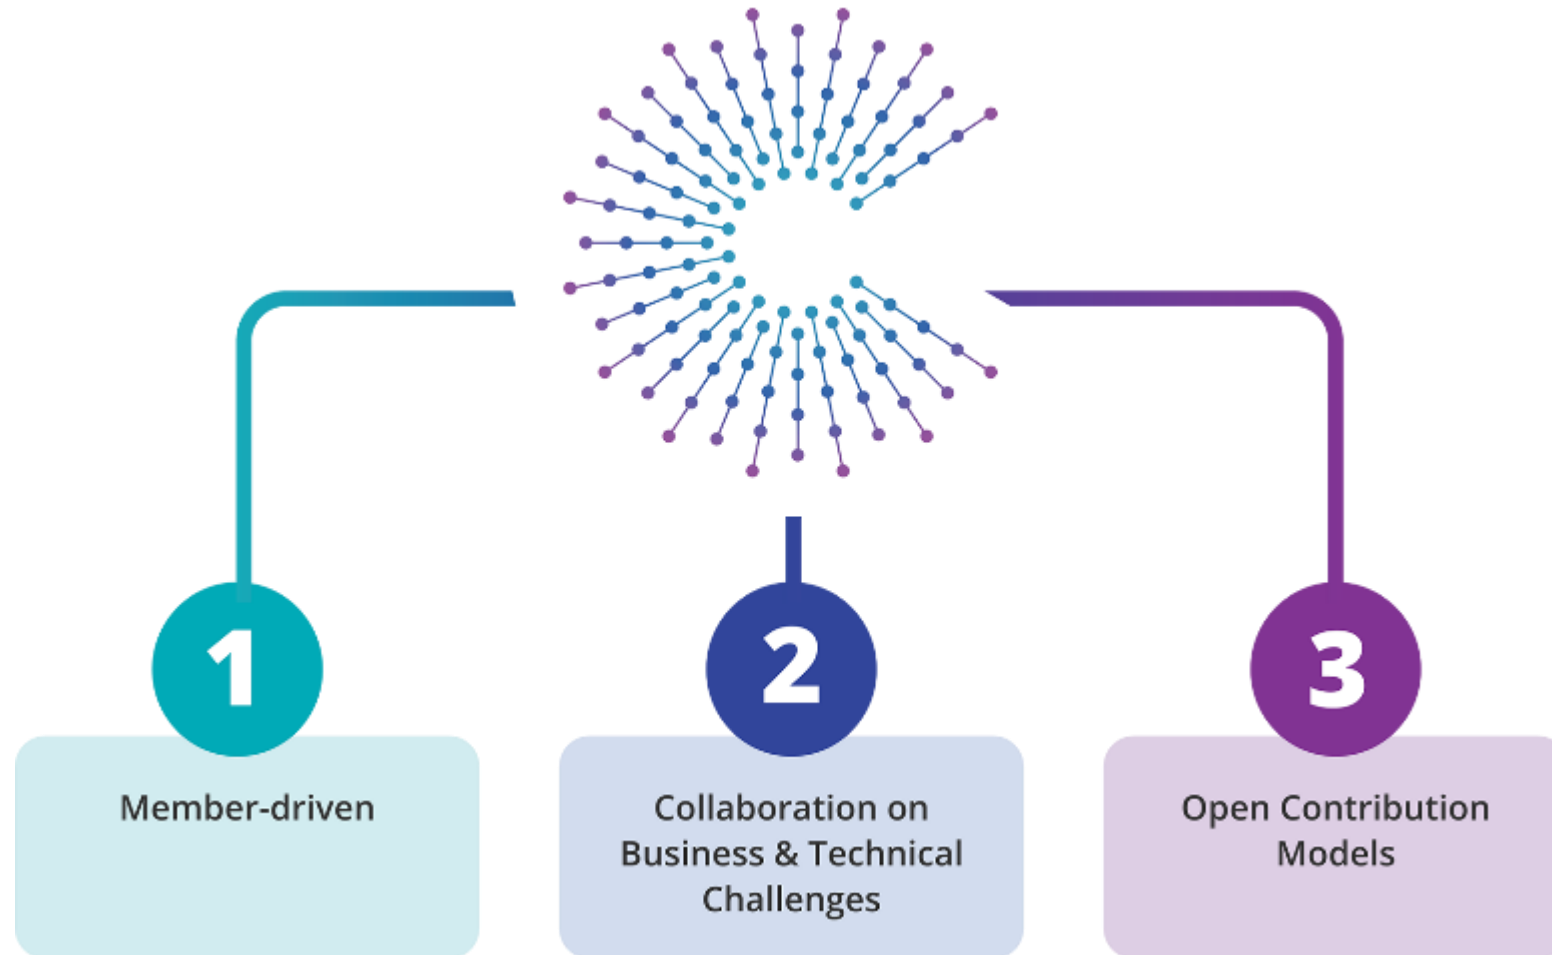 1
Member-driven
2
Collaboration on
Business & Technical
Challenges
3
Open Contribution
Models